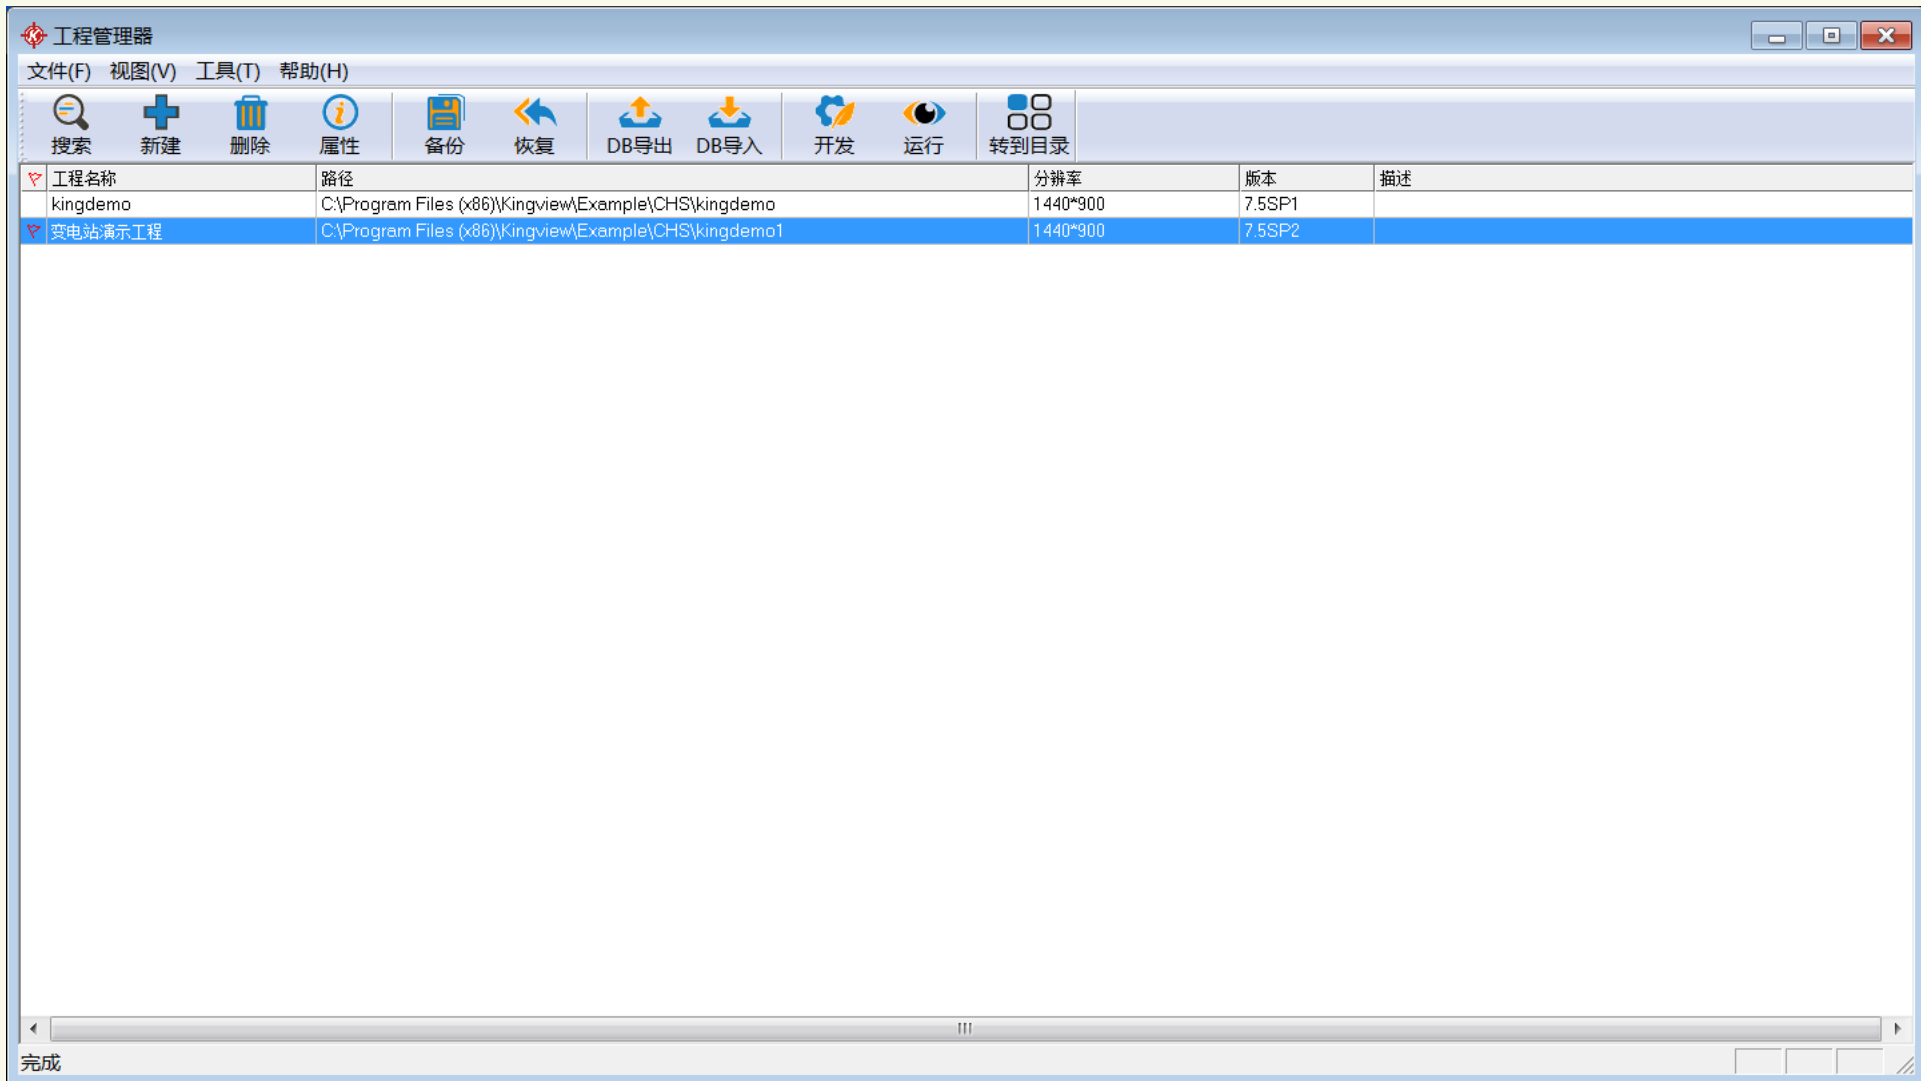 工程管理器
文件(F) 视图(V) 工具(T) 帮助(H)
搜索 新建 删除 属性 备份 恢复 DB导出 DB导入 开发 运行 转到目录
工程名称 路径 分辨率 版本 描述
kingdemo C:\Program Files (x86)\Kingview\Example\CHS\kingdemo 1440*900 7.5SP1
变电站演示工程 C:\Program Files (x86)\Kingview\Example\CHS\kingdemo1 1440*900 7.5SP2
完成